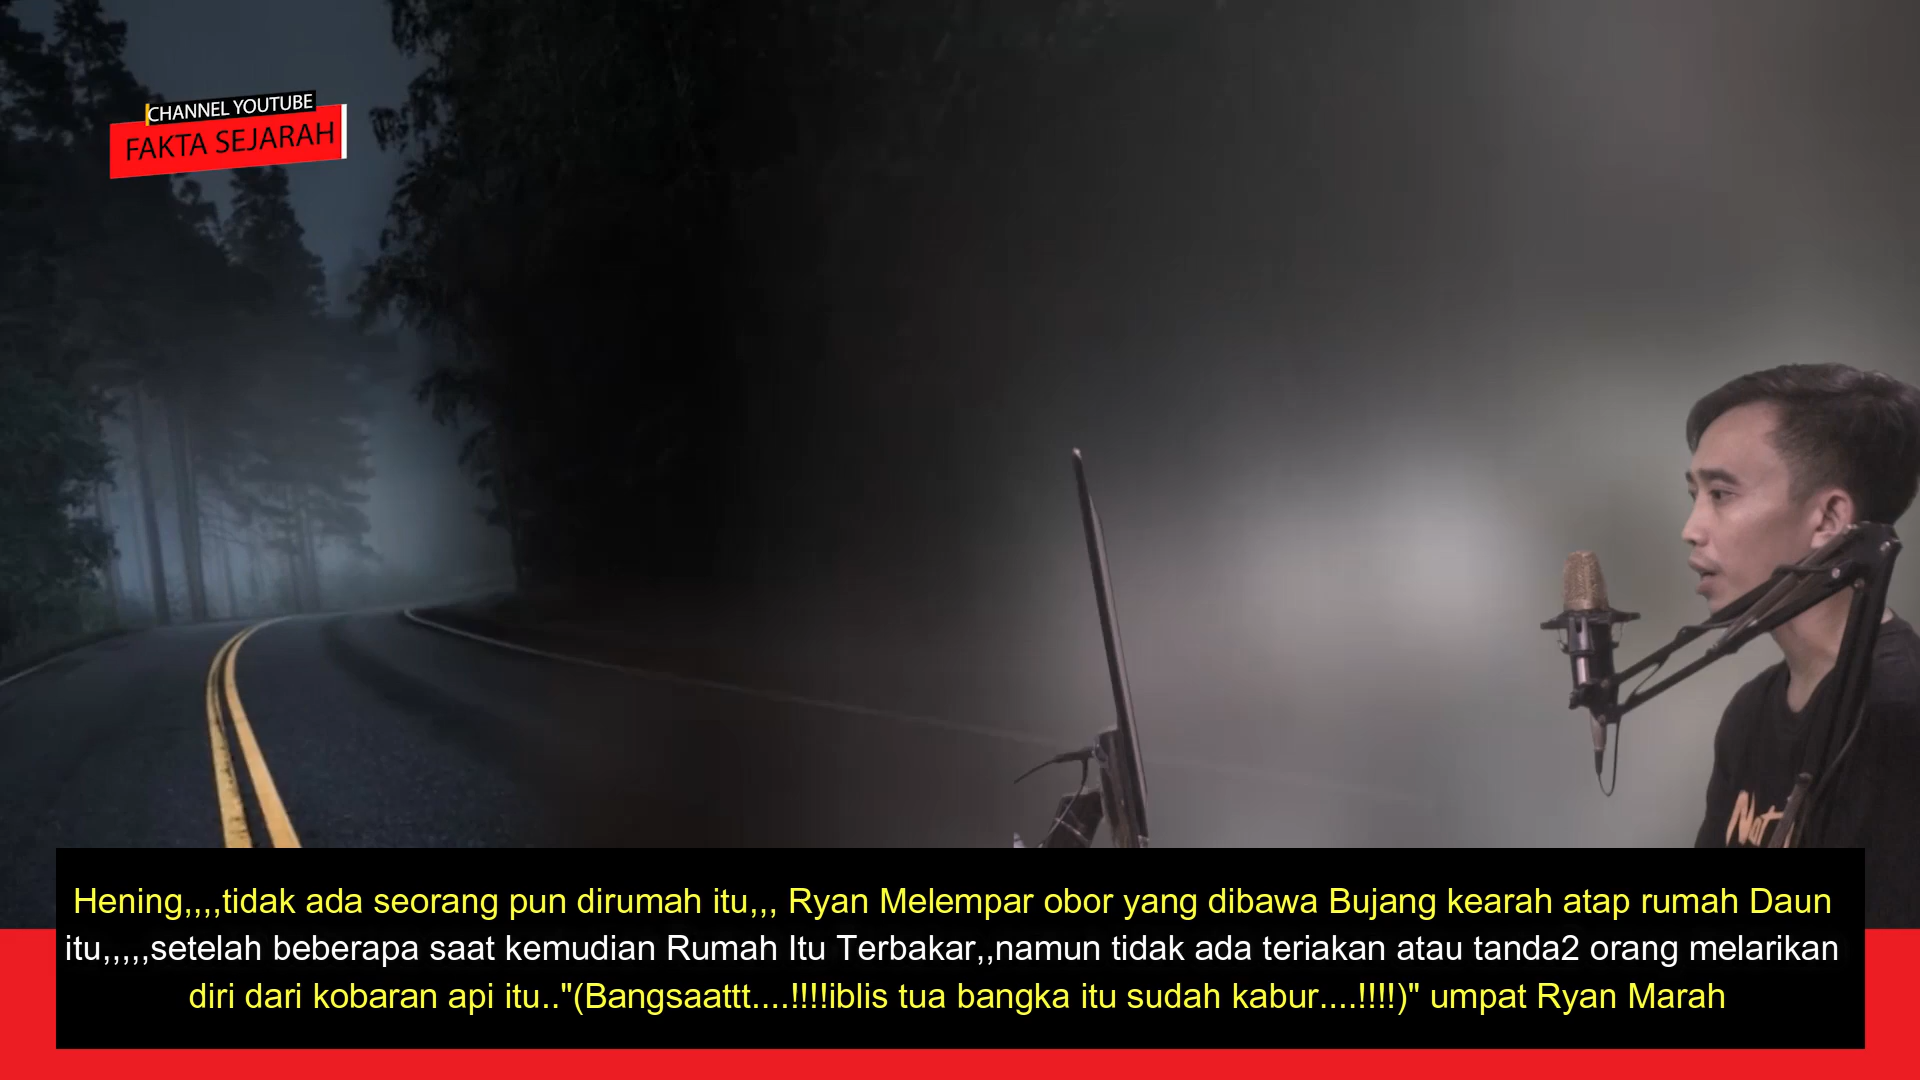 CHANNEL YOUTUBE
FAKTA SEJARAH
Not
Hening,,,,tidak ada seorang pun dirumah itu,,, Ryan Melempar obor yang dibawa Bujang kearah atap rumah Daun
itu,,,,,setelah beberapa saat kemudian Rumah Itu Terbakar,,namun tidak ada teriakan atau tanda2 orang melarikan
diri dari kobaran api itu.."(Bangsaattt....!!!!iblis tua bangka itu sudah kabur....!!!!)" umpat Ryan Marah